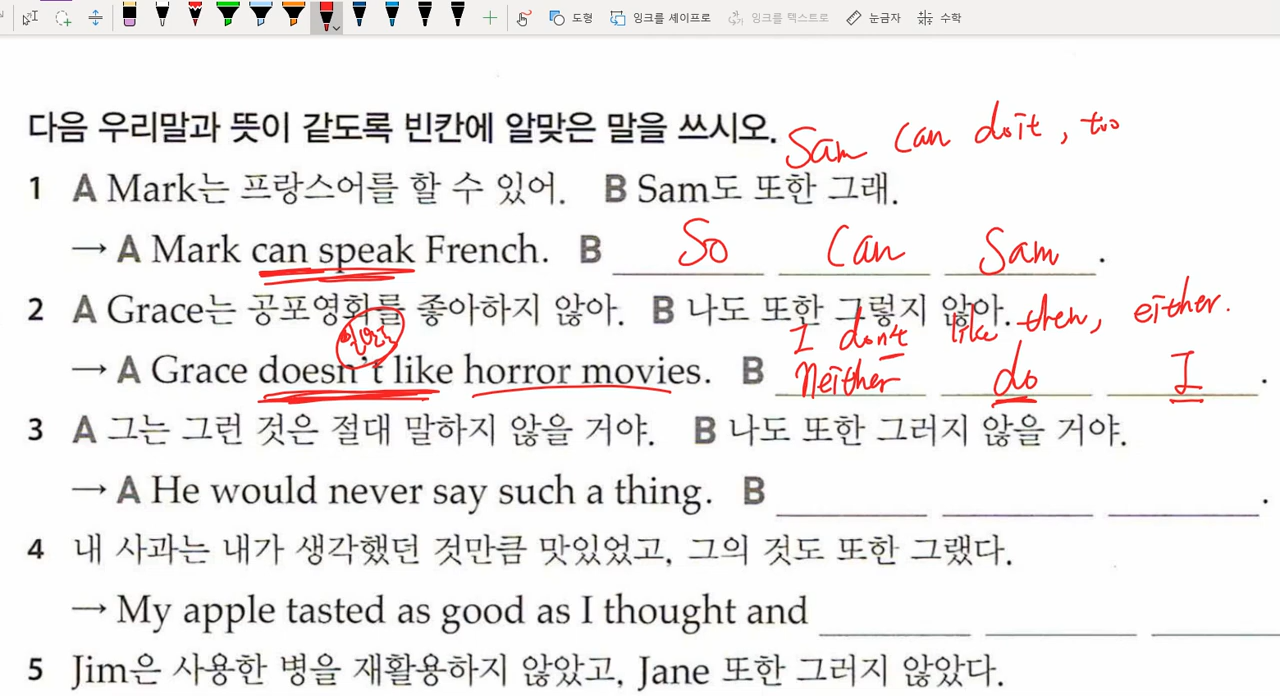 도형 잉크를 셰이프로 잉크를 텍스트로 눈금자 수학
다음 우리말과 뜻이 같도록 빈칸에 알맞은 말을 쓰시오.
Sam can do it, too
1 A Mark는 프랑스어를 할 수 있어. B Sam도 또한 그래.
→ A Mark can speak French. B So Can Sam.
2 A Grace는 공포영화를 좋아하지 않아. B 나도 또한 그렇지 않아.
I don't like them, either.
→ A Grace doesn't like horror movies. B neither do I.
3 A 그는 그런 것은 절대 말하지 않을 거야. B 나도 또한 그러지 않을 거야.
→ A He would never say such a thing. B .
4 내 사과는 내가 생각했던 것만큼 맛있었고, 그의 것도 또한 그랬다.
→ My apple tasted as good as I thought and
5 Jim은 사용한 병을 재활용하지 않았고, Jane 또한 그러지 않았다.